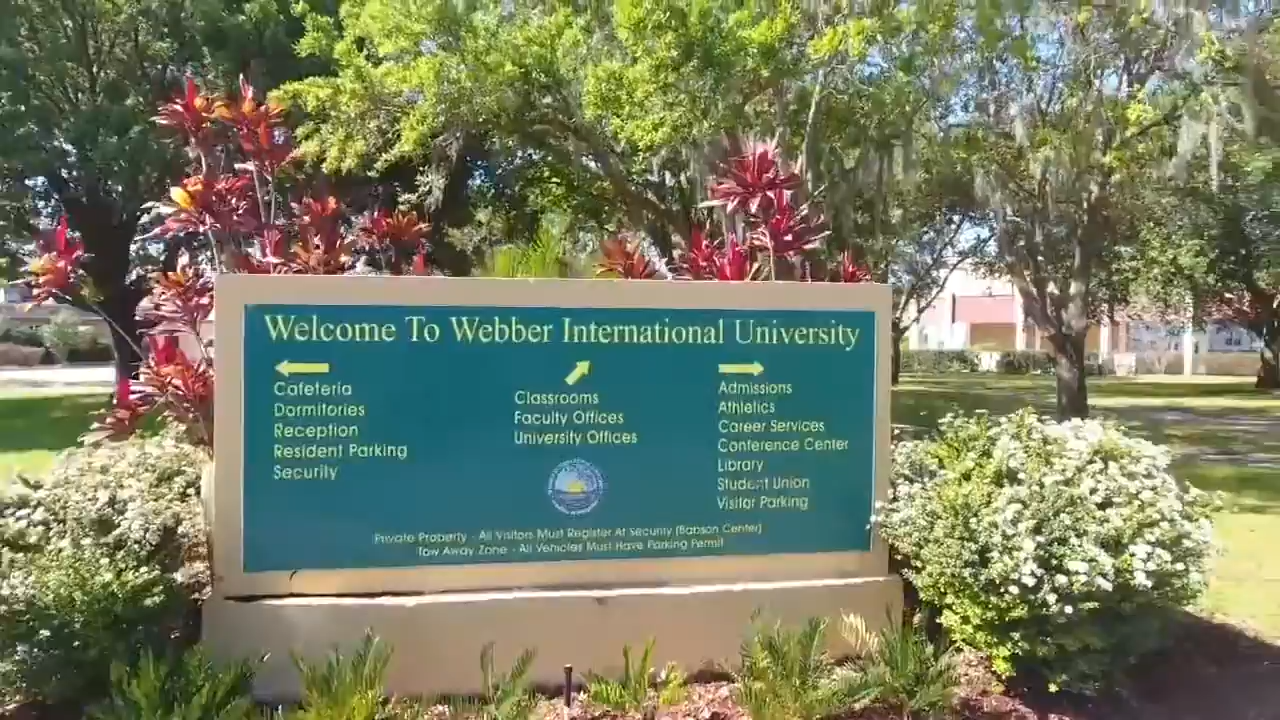 Welcome To Webber International University
Cafeteria
Dormitories
Reception
Resident Parking
Security
Classrooms
Faculty Offices
University Offices
Admissions
Athletics
Career Services
Conference Center
Library
Student Union
Visitor Parking
Private Property - All Visitors Must Register At Security (Babson Center)
Tow Away Zone - All Vehicles Must Have Parking Permit